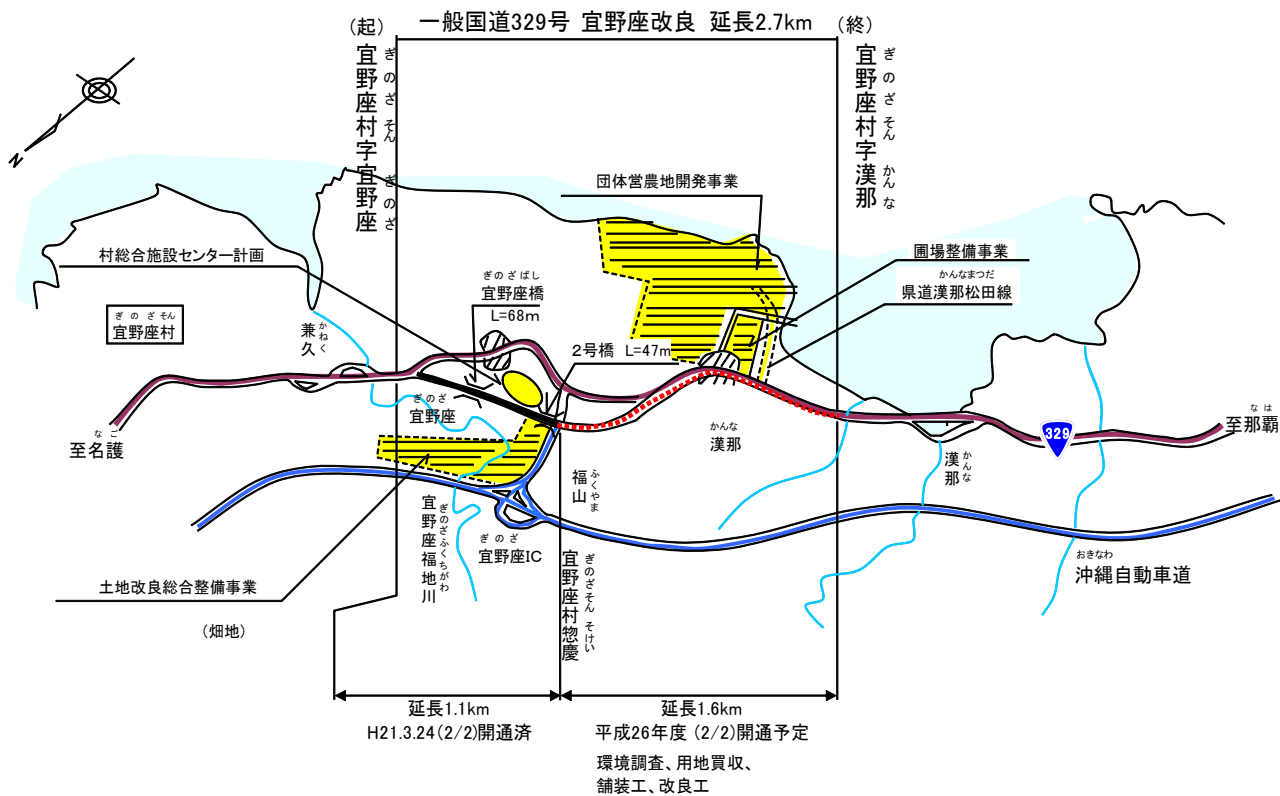 一般国道329号 宜野座改良 延長2.7km
(起)
(終)
宜野座村字宜野座
ぎのざそん ぎのざ
宜野座村字漢那
ぎのざそん かんな
N
団体営農地開発事業
村総合施設センター計画
圃場整備事業
かんなまつだ
県道漢那松田線
ぎのざばし
宜野座橋
L=68m
ぎのざそん
宜野座村
兼久
かねく
2号橋 L=47m
ぎのざ
宜野座
かんな
漢那
なご
至名護
なは
至那覇
329
漢那
かんな
福山
ふくやま
宜野座福地川
ぎのざふくちがわ
ぎのざ
宜野座IC
宜野座村惣慶
ぎのざそん そけい
おきなわ
沖縄自動車道
土地改良総合整備事業
(畑地)
延長1.1km
H21.3.24(2/2)開通済
延長1.6km
平成26年度 (2/2)開通予定
環境調査、用地買収、
舗装工、改良工